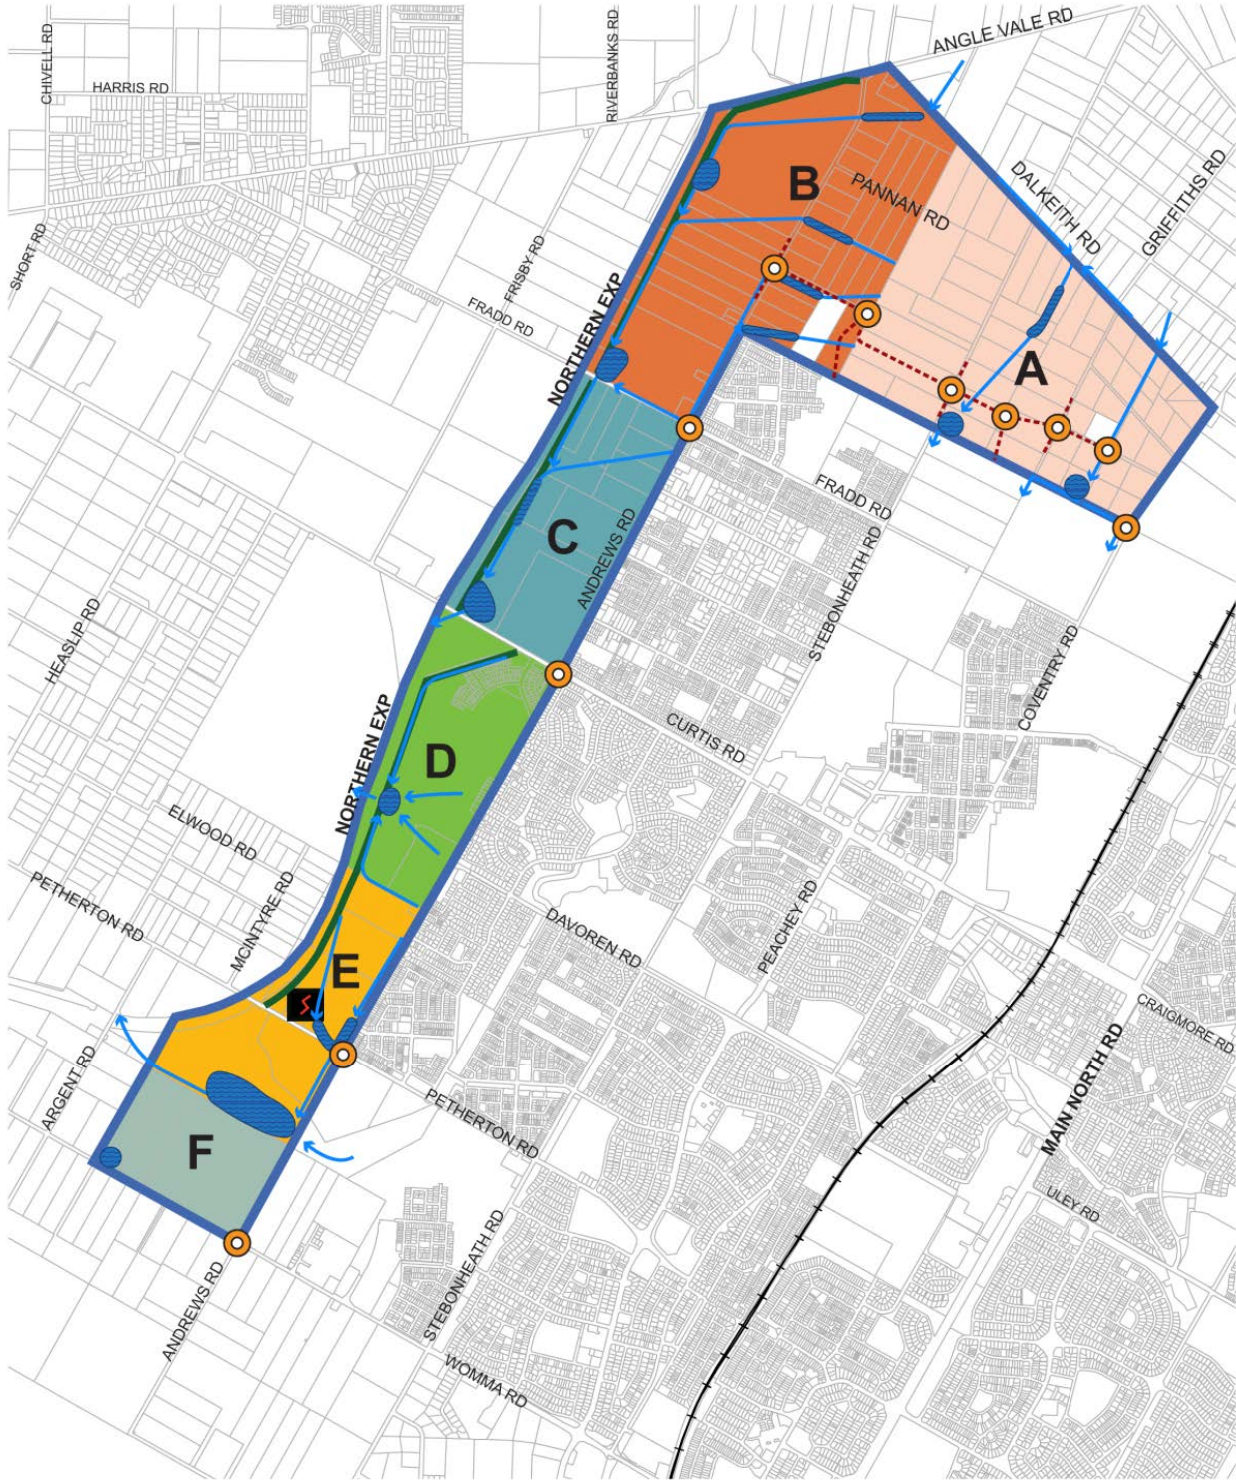 ANGLE VALE RD
CHIVELL RD
HARRIS RD
RIVERBANKS RD
DALKEITH RD
GRIFFITHS RD
B
PANNAN RD
SHORT RD
FRISBY RD
FRADD RD
NORTHERN EXP
A
FRADD RD
C
ANDREWS RD
STEBONHEATH RD
HEASLIP RD
COVENTRY RD
CURTIS RD
D
NORTHERN EXP
ELWOOD RD
PETHERTON RD
MCINTYRE RD
DAVOREN RD
PEACHEY RD
E
CRAIGMORE RD
MAIN NORTH RD
ARGENT RD
PETHERTON RD
F
ULEY RD
STEBONHEATH RD
ANDREWS RD
WOMMA RD